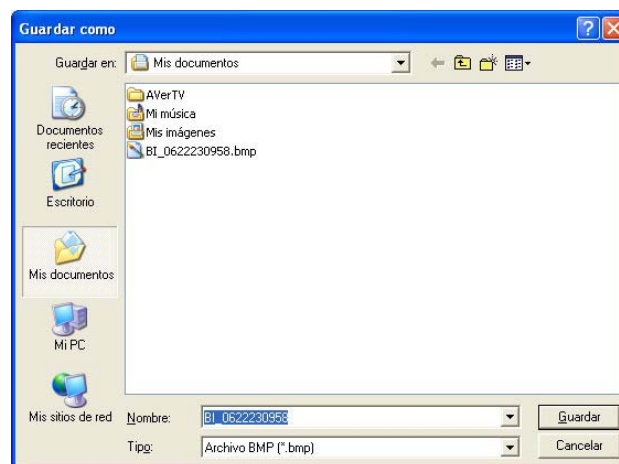 Guardar como
Guardar en:
Mis documentos
AVerTV
Mi música
Mis imágenes
BI_0622230958.bmp
Documentos
recientes
Escritorio
Mis documentos
Mi PC
Mis sitios de red
Nombre:
BI_0622230958
Guardar
Tipo:
Archivo BMP (*.bmp)
Cancelar